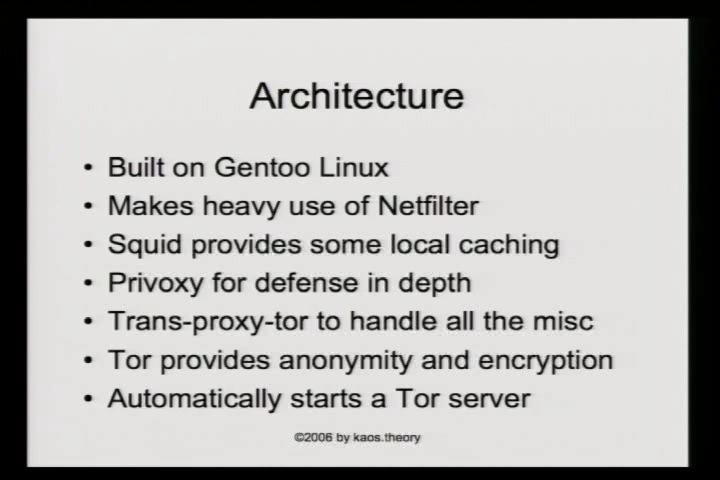 Architecture
• Built on Gentoo Linux
• Makes heavy use of Netfilter
• Squid provides some local caching
• Privoxy for defense in depth
• Trans-proxy-tor to handle all the misc
• Tor provides anonymity and encryption
• Automatically starts a Tor server
©2006 by kaos.theory